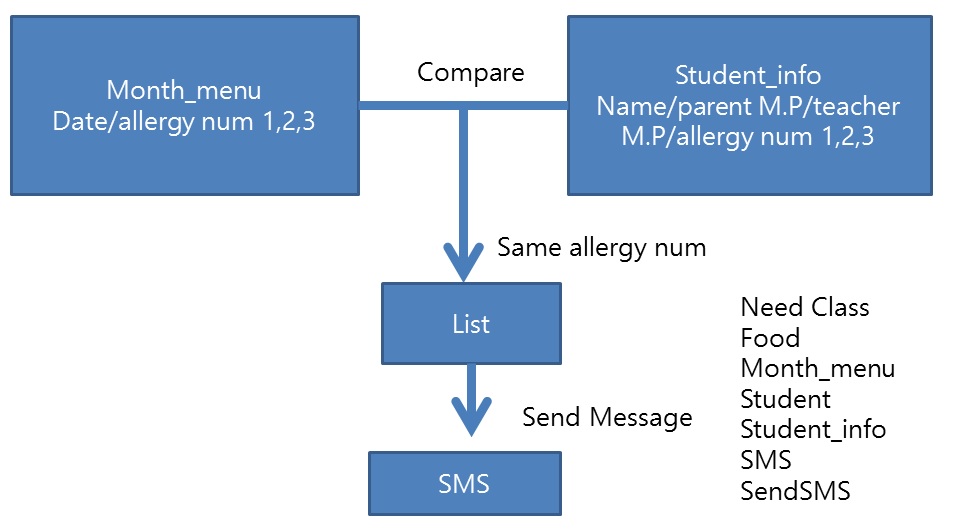 Month_menu
Date/allergy num 1,2,3
Compare
Student_info
Name/parent M.P/teacher
M.P/allergy num 1,2,3
Same allergy num
List
Send Message
SMS
Need Class
Food
Month_menu
Student
Student_info
SMS
SendSMS